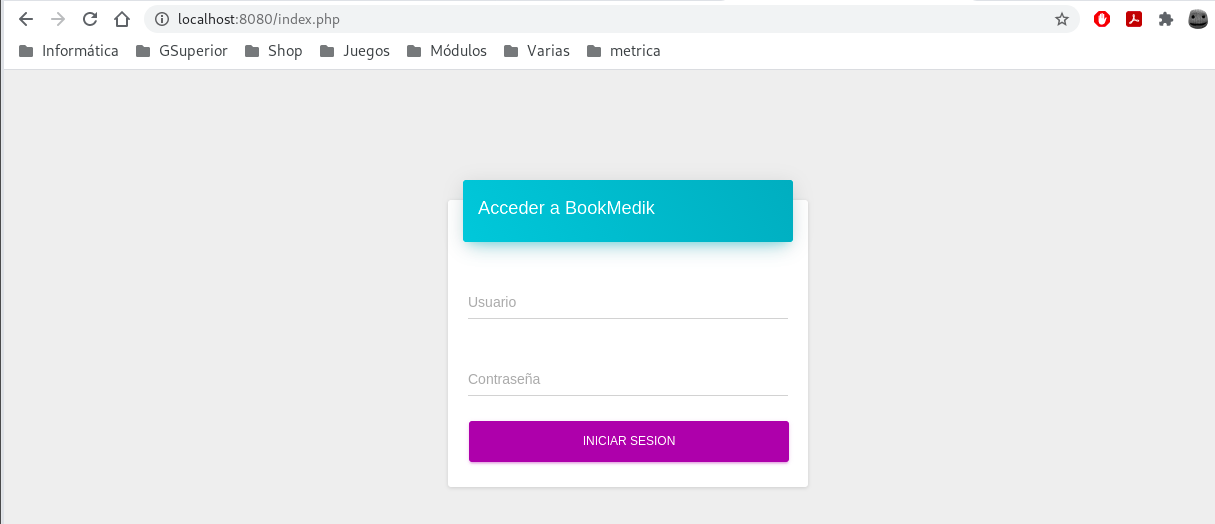 localhost:8080/index.php
Informática GSuperior Shop Juegos Módulos Varias metrica
Acceder a BookMedik
Usuario
Contraseña
INICIAR SESION